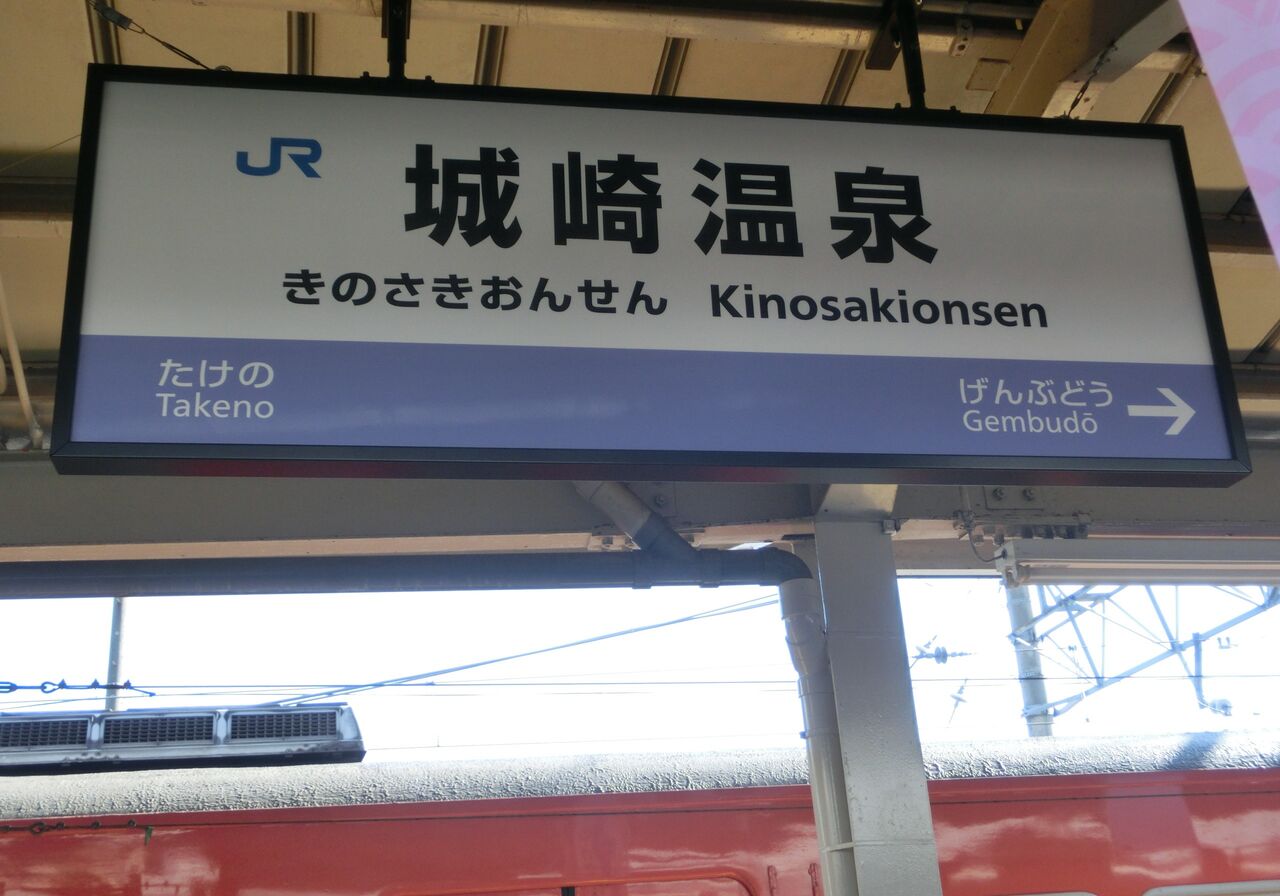 JR 城崎温泉
きのさきおんせん Kinosakionsen
たけの げんぶどう
Takeno Gembudō →